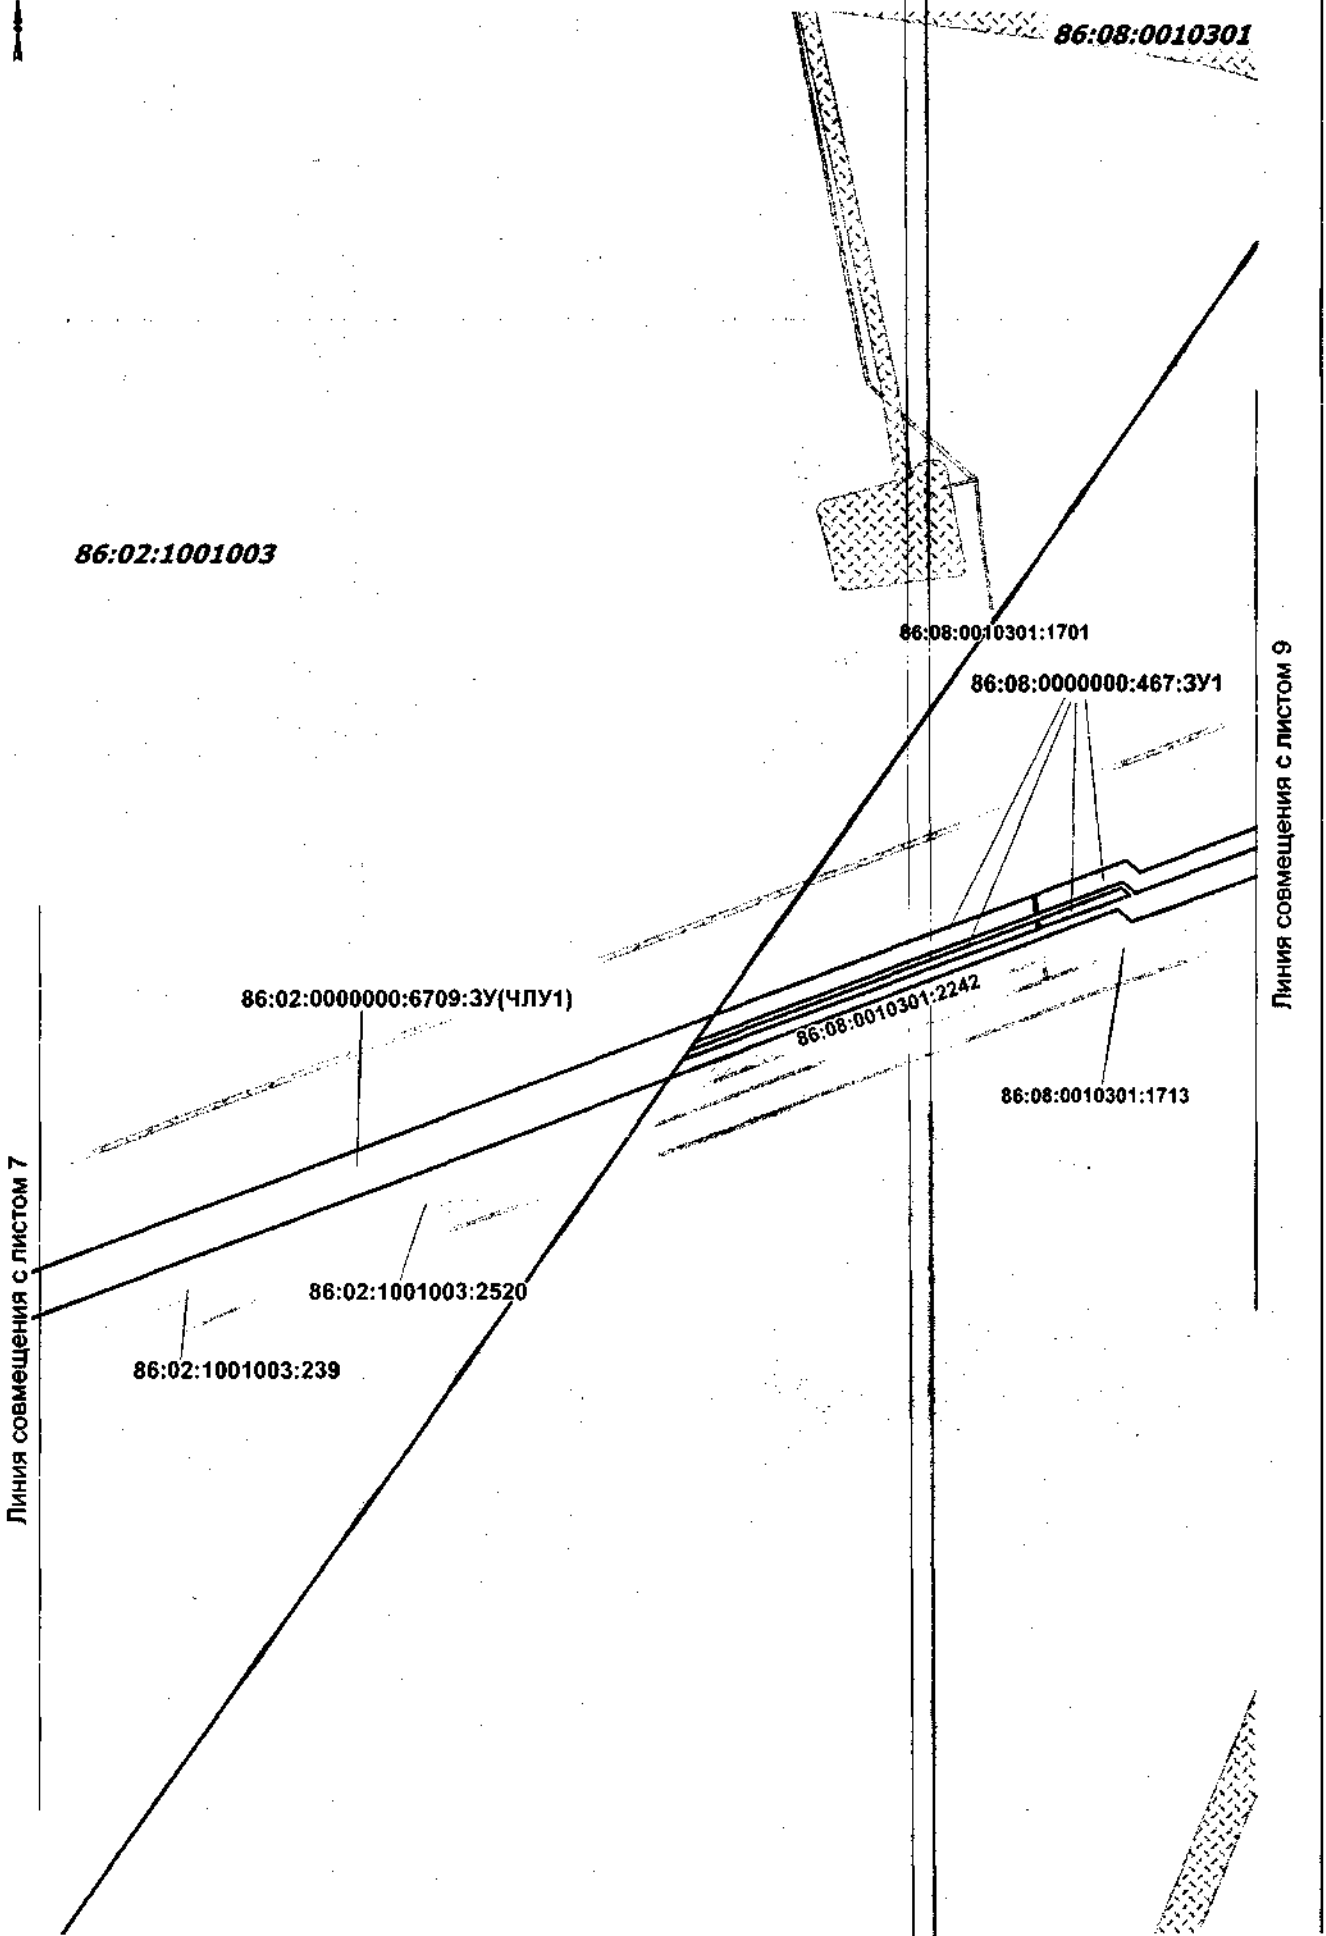 86:08:0010301
86:02:1001003
86:08:0010301:1701
86:08:0000000:467:ЗУ1
Линия совмещения с листом 9
86:02:0000000:6709:ЗУ(ЧЛУ1)
86:08:0010301:2242
86:08:0010301:1713
Линия совмещения с листом 7
86:02:1001003:2520
86:02:1001003:239